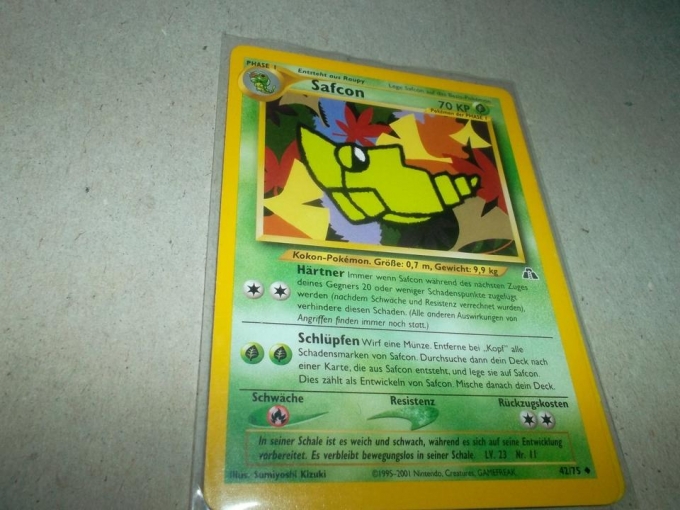 PHASE 1
Entsteht aus Raupy
Safcon
70 KP
Pokémon der PHASE 1
Kokon-Pokémon. Größe: 0,7 m, Gewicht: 9,9 kg
Härtner Immer wenn Safcon während des nächsten Zuges
deines Gegners 20 oder weniger Schadenspunkte zugefügt
werden (nachdem Schwäche und Resistenz verrechnet wurden),
verhindere diesen Schaden. (Alle anderen Auswirkungen von
Angriffen finden immer noch statt.)
Schlüpfen Wirf eine Münze. Entferne bei „Kopf" alle
Schadensmarken von Safcon. Durchsuche dann dein Deck nach
einer Karte, die aus Safcon entsteht, und lege sie auf Safcon.
Dies zählt als Entwickeln von Safcon. Mische danach dein Deck.
Schwäche Resistenz Rückzugskosten
In seiner Schale ist es weich und schwach, während es sich auf seine Entwicklung
vorbereitet. Es verbleibt bewegungslos in seiner Schale. LV. 23 Nr. 11
Illus. Sumiyoshi Kizuki ©1995-2001 Nintendo, Creatures, GAMEFREAK. 42/75